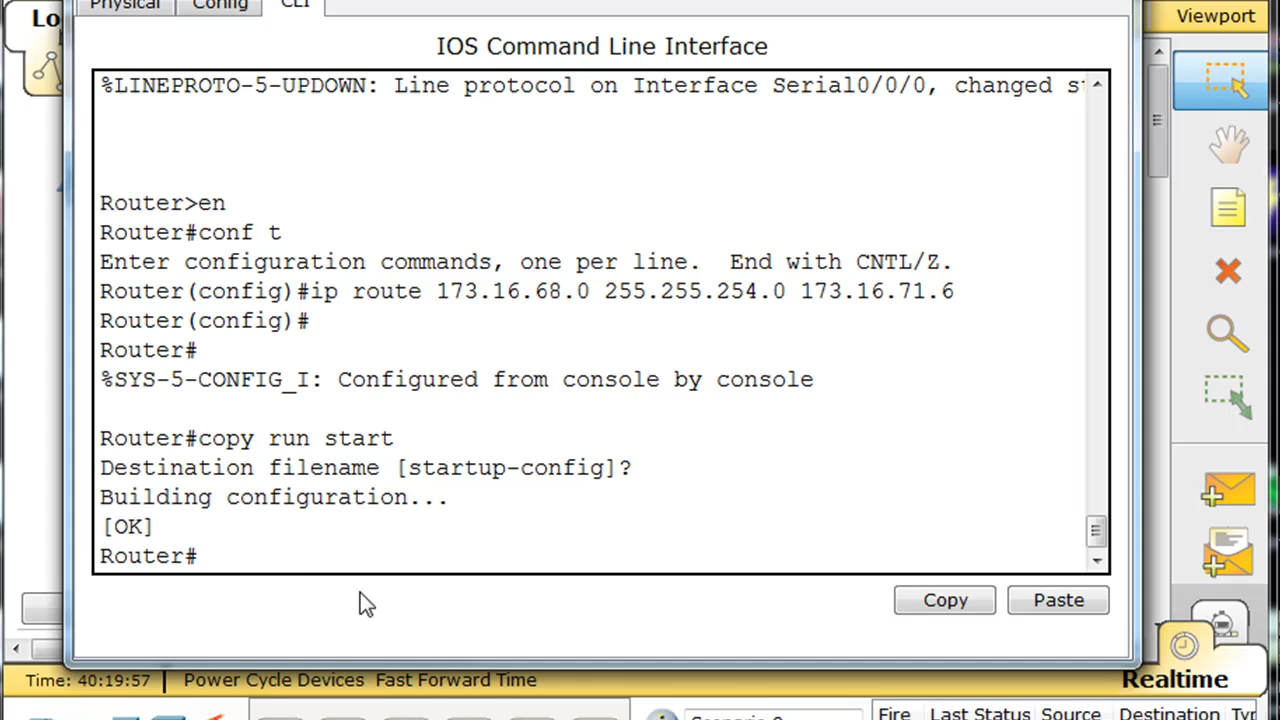 Physical
Config
CLI
Viewport
IOS Command Line Interface
%LINEPROTO-5-UPDOWN: Line protocol on Interface Serial0/0/0, changed
Router>en
Router#conf t
Enter configuration commands, one per line.  End with CNTL/Z.
Router(config)#ip route 173.16.68.0 255.255.254.0 173.16.71.6
Router(config)#
Router#
%SYS-5-CONFIG_I: Configured from console by console
Router#copy run start
Destination filename [startup-config]?
Building configuration...
[OK]
Router#
Copy
Paste
Time: 40:19:57
Power Cycle Devices
Fast Forward Time
Realtime
Fire
Last Status
Source
Destination